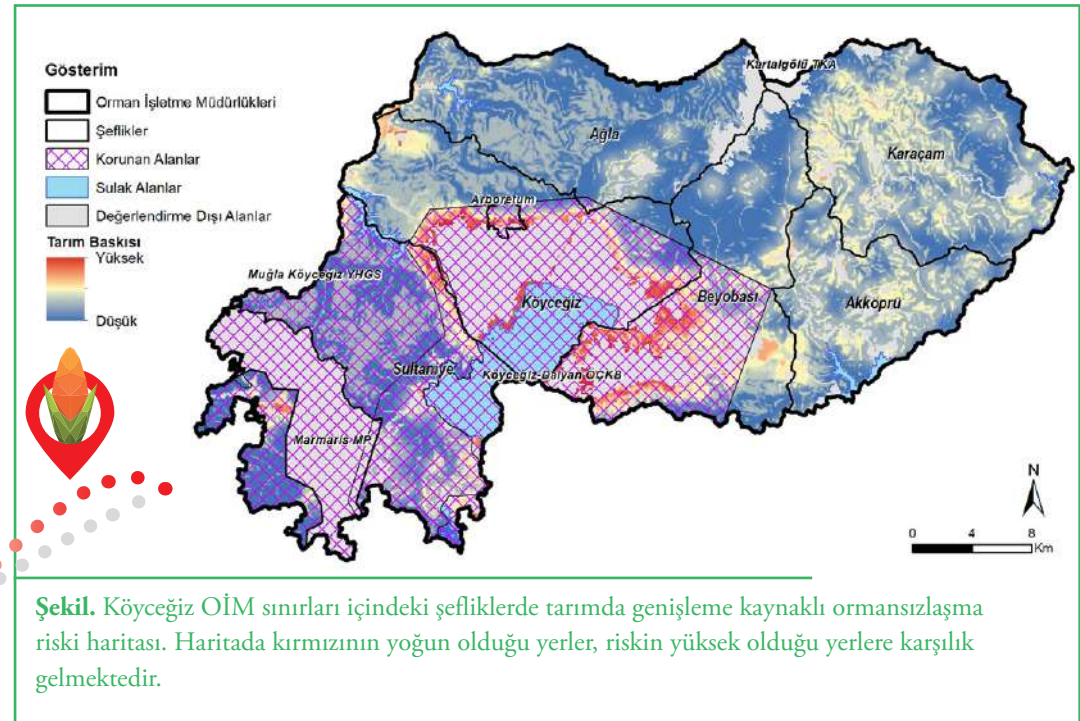 Gösterim
Orman İşletme Müdürlükleri
Şeflikler
Korunan Alanlar
Sulak Alanlar
Değerlendirme Dışı Alanlar
Tarım Baskısı
Yüksek
Düşük
Kartalgölü TKA
Ağla
Karaçam
Arboretum
Muğla Köyceğiz YHGS
Köyceğiz
Beyobası
Akköprü
Sultaniye
Köyceğiz-Dalyan ÖÇKB
Marmaris MP
N
0 4 8
Km
Şekil. Köyceğiz OİM sınırları içindeki şefliklerde tarımda genişleme kaynaklı ormansızlaşma
riski haritası. Haritada kırmızının yoğun olduğu yerler, riskin yüksek olduğu yerlere karşılık
gelmektedir.